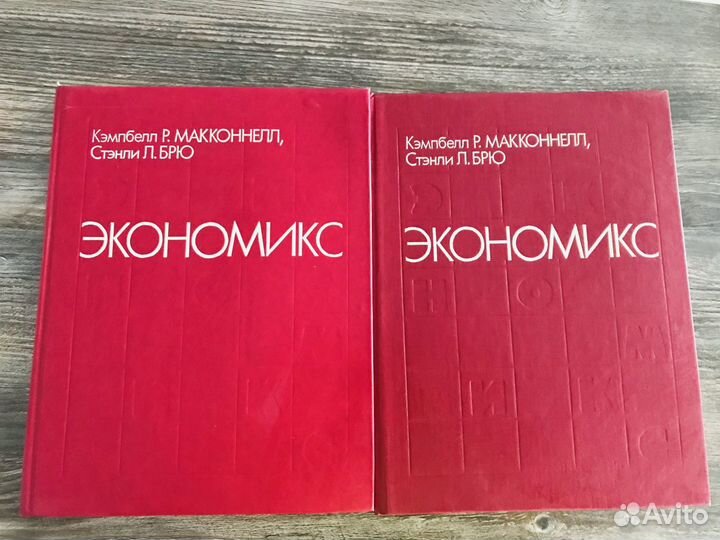 Кэмпбелл Р. МАККОННЕЛЛ,
Стэнли Л. БРЮ
ЭКОНОМИКС
Кэмпбелл Р. МАККОННЕЛЛ,
Стэнли Л. БРЮ
ЭКОНОМИКС
Э К О
Н О М
И К С
Avito